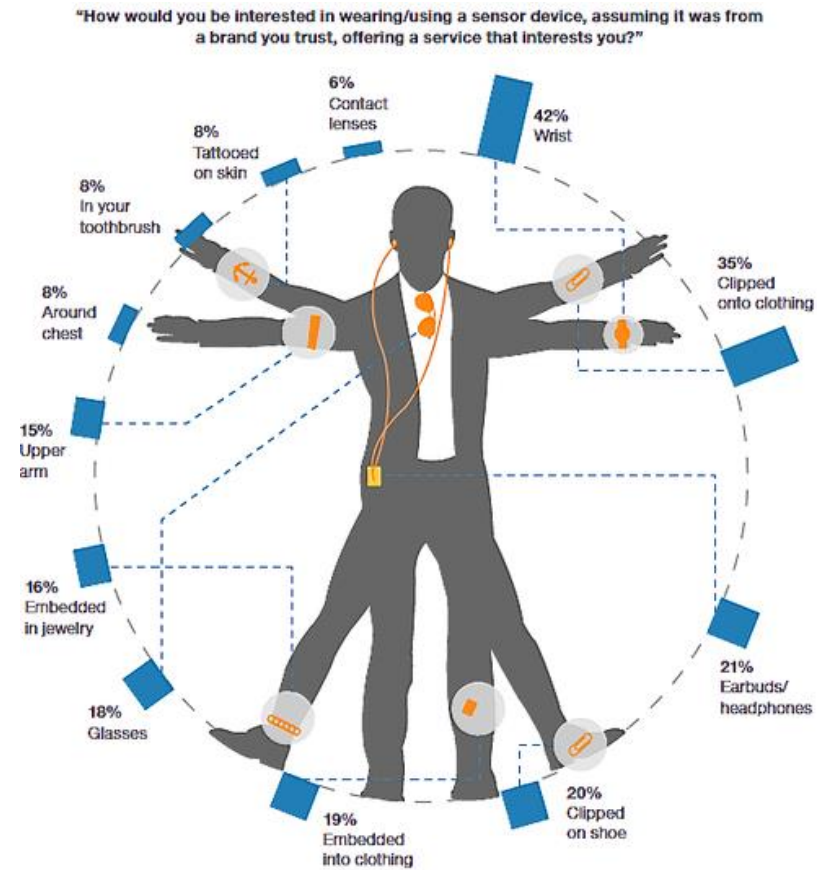 “How would you be interested in wearing/using a sensor device, assuming it was from
a brand you trust, offering a service that interests you?”
6%
Contact
lenses
42%
Wrist
8%
Tattooed
on skin
8%
In your
toothbrush
35%
Clipped
onto clothing
8%
Around
chest
15%
Upper
arm
16%
Embedded
in jewelry
21%
Earbuds/
headphones
18%
Glasses
20%
Clipped
on shoe
19%
Embedded
into clothing